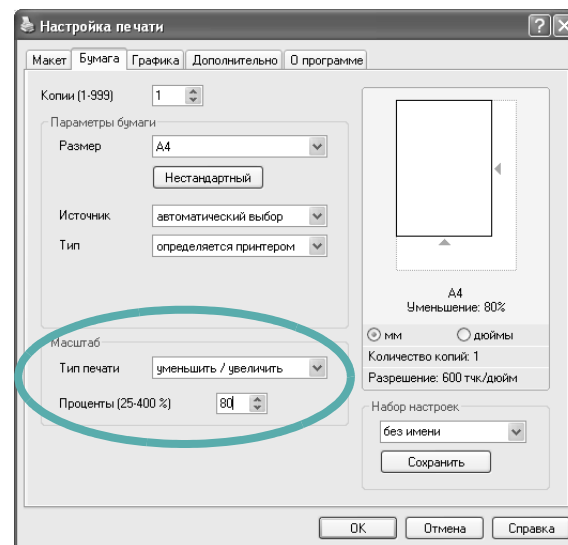 Настройка печати
Макет Бумага Графика Дополнительно О программе
Копии (1-999) 1
Параметры бумаги
Размер A4
Нестандартный
Источник автоматический выбор
Тип определяется принтером
A4
Уменьшение: 80%
мм дюймы
Количество копий: 1
Разрешение: 600 тчк/дюйм
Масштаб
Тип печати уменьшить / увеличить
Проценты (25-400 %) 80
Набор настроек
без имени
Сохранить
OK Отмена Справка